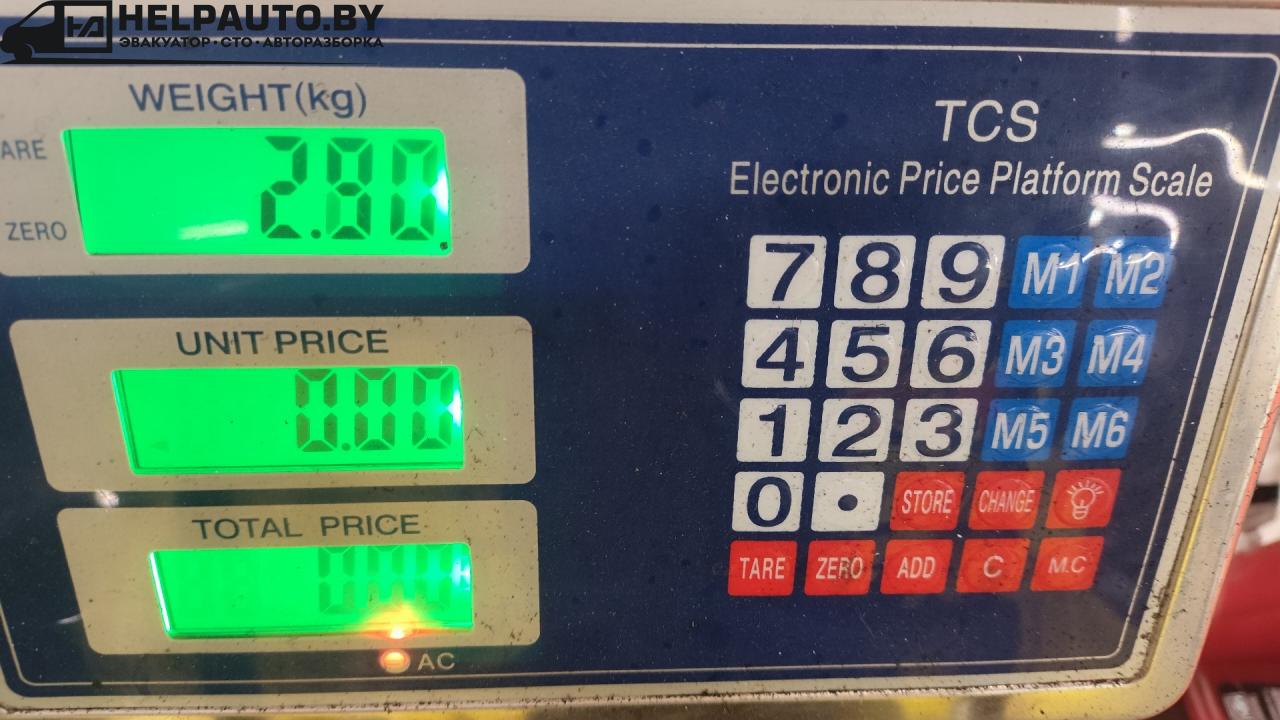 HELPAUTO.BY
ЭВАКУАТОР·СТО·АВТОРАЗБОРКА
WEIGHT(kg)
ARE
2.80
ZERO
UNIT PRICE
0.00
TOTAL PRICE
0.00
AC
TCS
Electronic Price Platform Scale
7 8 9 M1 M2
4 5 6 M3 M4
1 2 3 M5 M6
0 . STORE CHANGE
TARE ZERO ADD C M.C